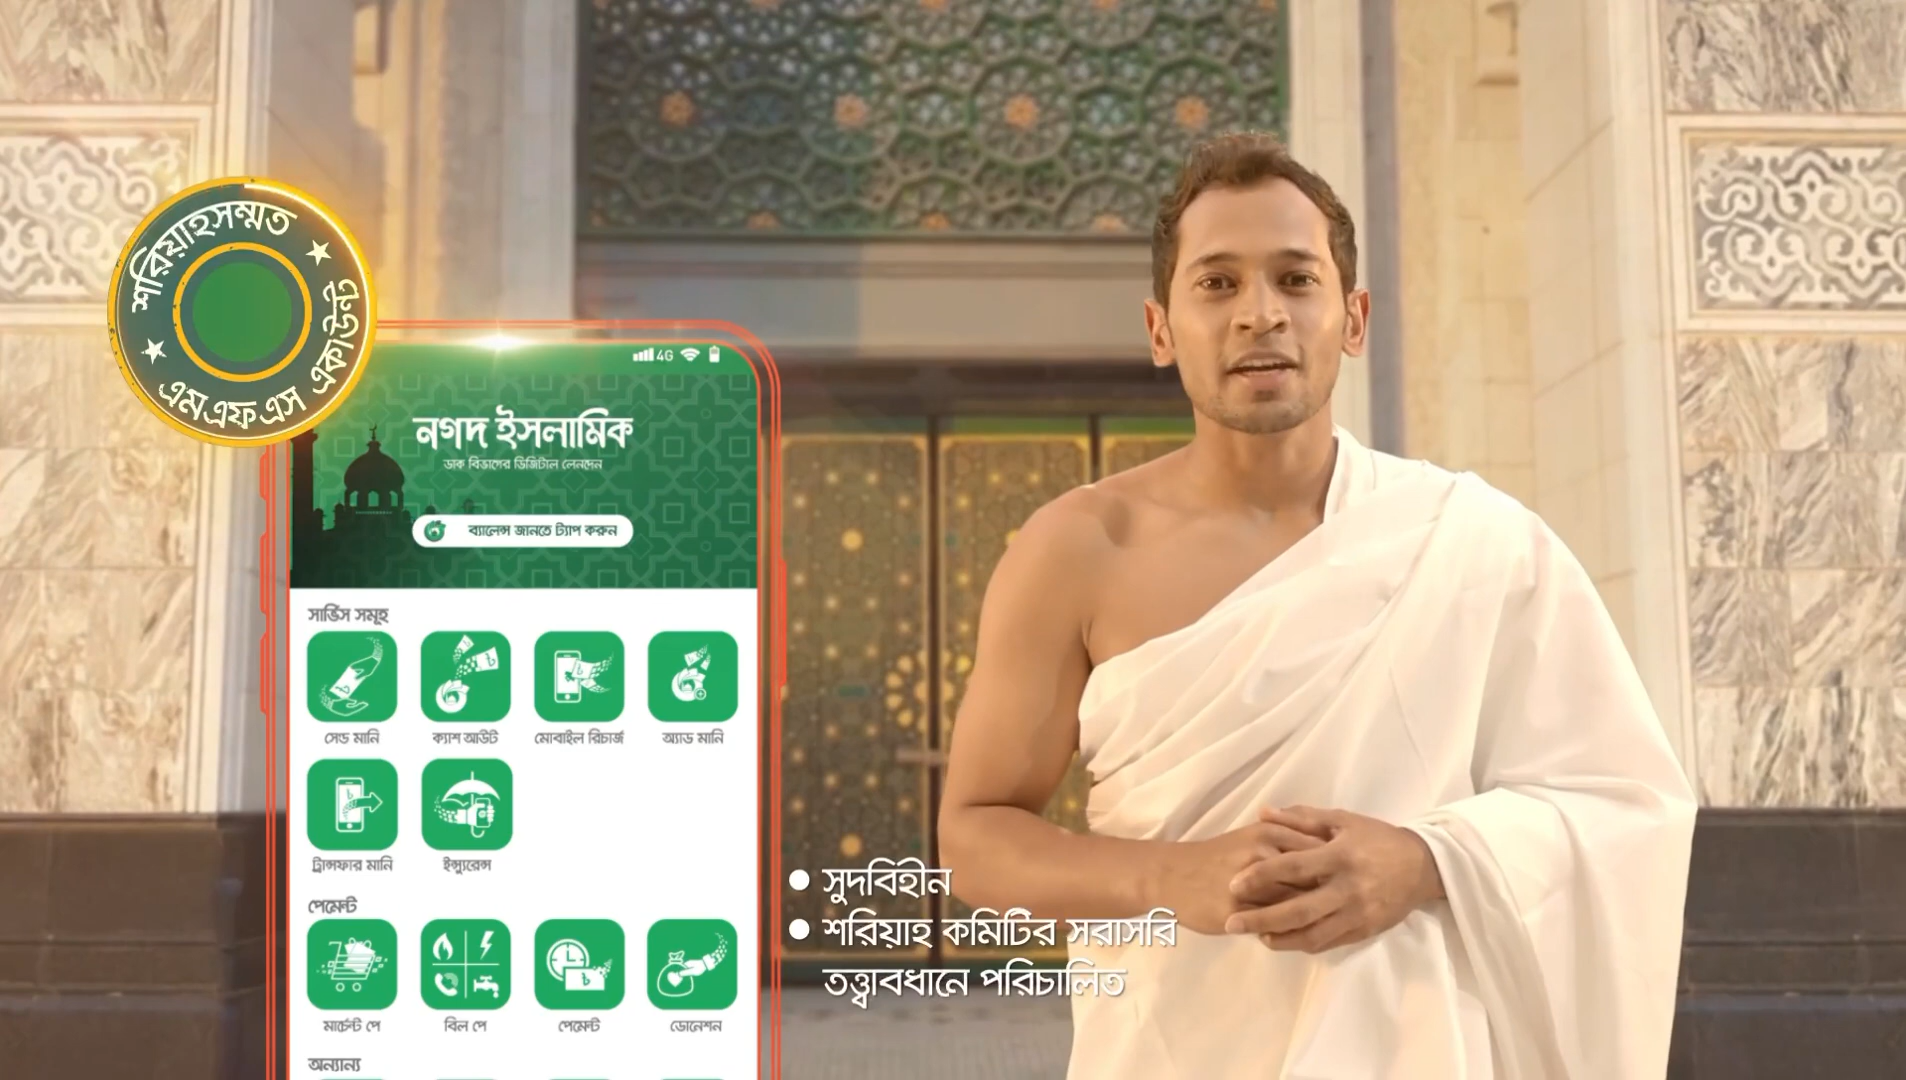 শরিয়াহসম্মত
এমএফএস একাউন্ট
4G
নগদ ইসলামিক
ডাক বিভাগের ডিজিটাল লেনদেন
ব্যালেন্স জানতে ট্যাপ করুন
সার্ভিস সমূহ
সেন্ড মানি
ক্যাশ আউট
মোবাইল রিচার্জ
অ্যাড মানি
ট্রান্সফার মানি
ইন্স্যুরেন্স
পেমেন্ট
মার্চেন্ট পে
বিল পে
পেমেন্ট
ডোনেশন
অন্যান্য
• সুদবিহীন
• শরিয়াহ কমিটির সরাসরি
তত্ত্বাবধানে পরিচালিত